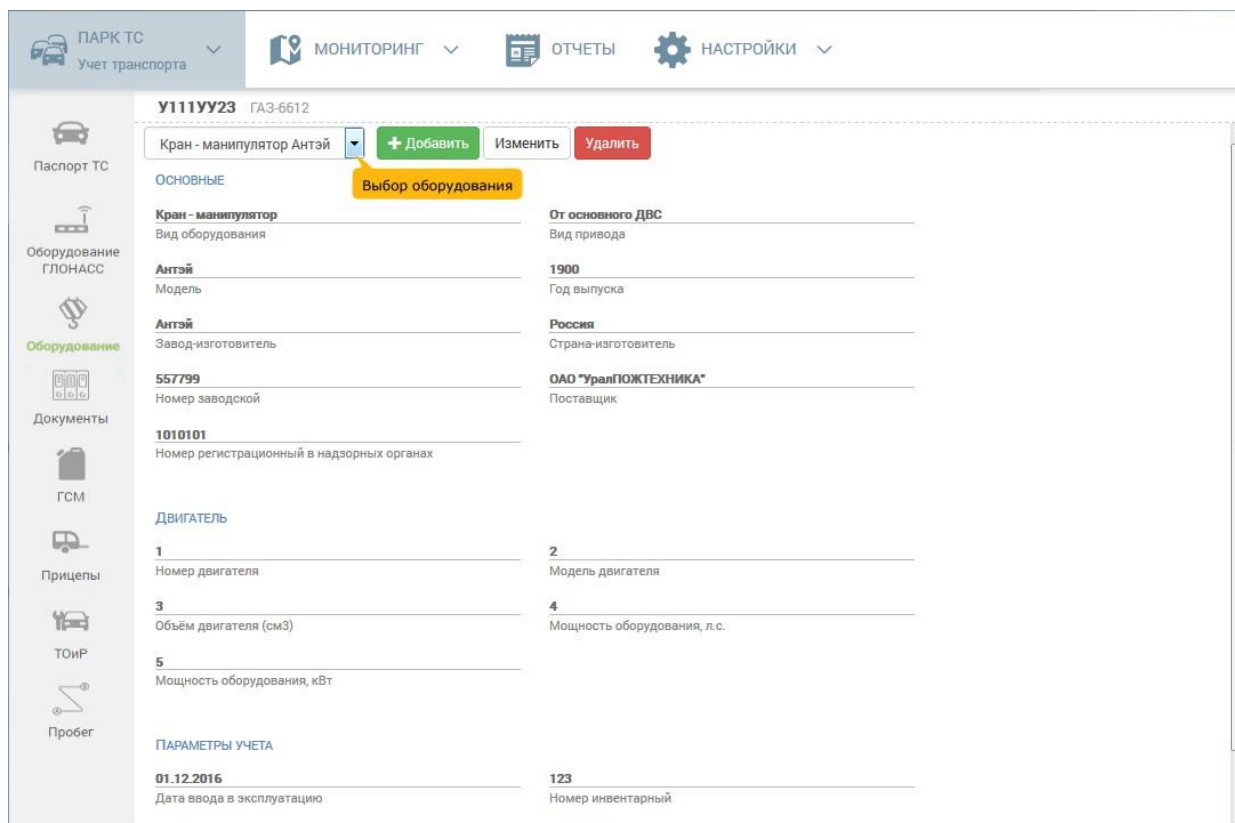 ПАРК ТС
Учет транспорта
МОНИТОРИНГ
ОТЧЕТЫ
НАСТРОЙКИ
У111УУ23 ГАЗ-6612
Кран - манипулятор Антэй
+ Добавить
Изменить
Удалить
Выбор оборудования
Паспорт ТС
Оборудование
ГЛОНАСС
Оборудование
Документы
ГСМ
Прицепы
ТОиР
Пробег
ОСНОВНЫЕ
Кран - манипулятор
Вид оборудования
От основного ДВС
Вид привода
Антэй
Модель
1900
Год выпуска
Антэй
Завод-изготовитель
Россия
Страна-изготовитель
557799
Номер заводской
ОАО "УралПОЖТЕХНИКА"
Поставщик
1010101
Номер регистрационный в надзорных органах
ДВИГАТЕЛЬ
1
Номер двигателя
2
Модель двигателя
3
Объём двигателя (см3)
4
Мощность оборудования, л.с.
5
Мощность оборудования, кВт
ПАРАМЕТРЫ УЧЕТА
01.12.2016
Дата ввода в эксплуатацию
123
Номер инвентарный